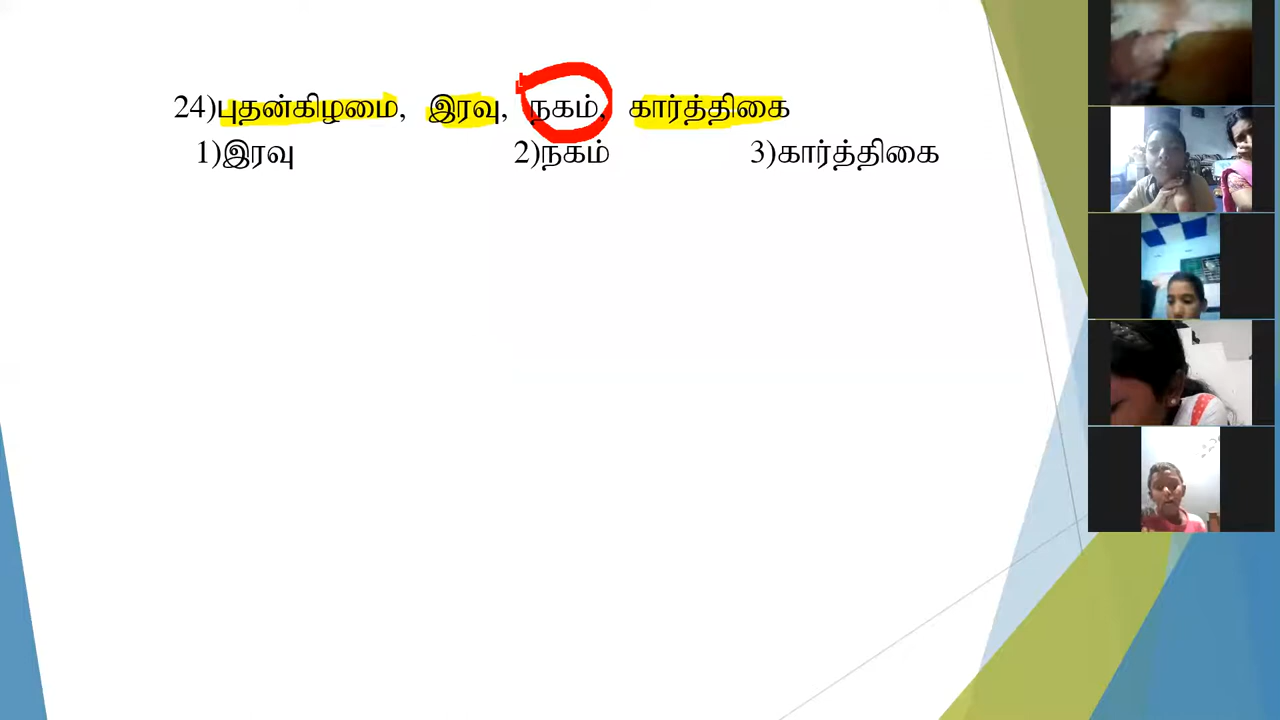 24)புதன்கிழமை, இரவு, நகம், கார்த்திகை
1)இரவு 2)நகம் 3)கார்த்திகை